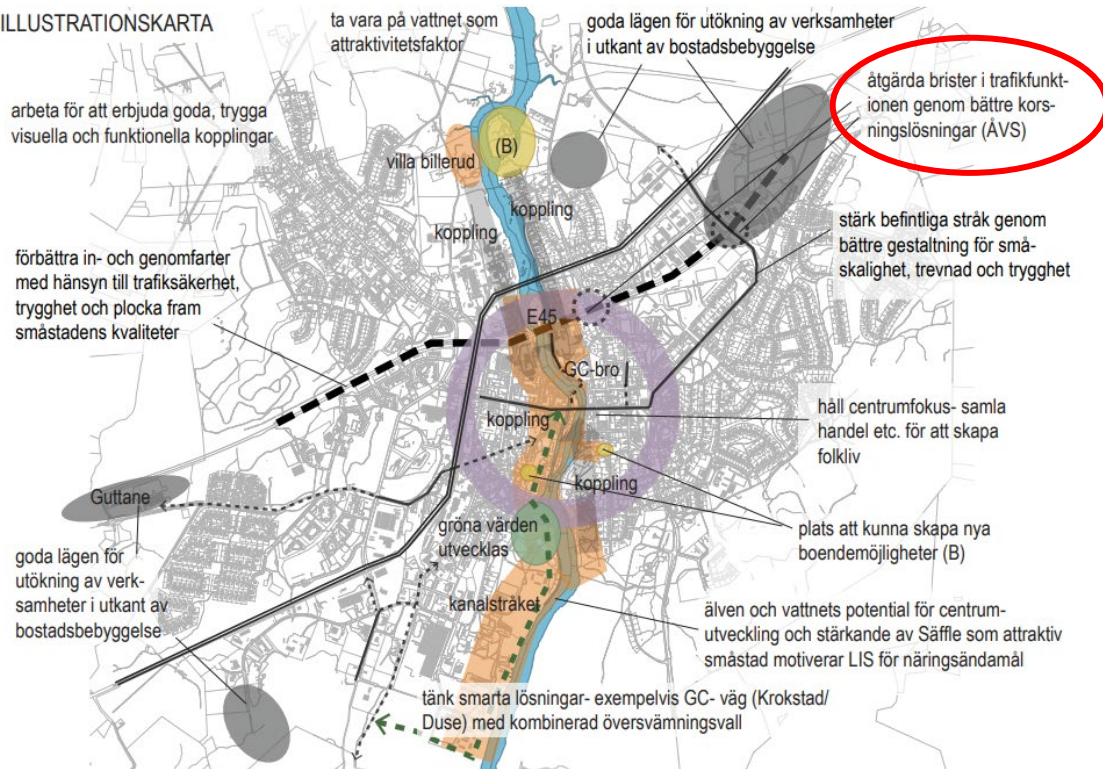 ILLUSTRATIONSKARTA
ta vara på vattnet som
attraktivitetsfaktor
goda lägen för utökning av verksamheter
i utkant av bostadsbebyggelse
åtgärda brister i trafikfunkt-
ionen genom bättre kors-
ningslösningar (ÅVS)
arbeta för att erbjuda goda, trygga
visuella och funktionella kopplingar
villa billerud
(B)
koppling
koppling
stärk befintliga stråk genom
bättre gestaltning för små-
skalighet, trevnad och trygghet
förbättra in- och genomfarter
med hänsyn till trafiksäkerhet,
trygghet och plocka fram
småstadens kvaliteter
E45
GC-bro
koppling
håll centrumfokus- samla
handel etc. för att skapa
folkliv
koppling
Guttane
gröna värden
utvecklas
plats att kunna skapa nya
boendemöjligheter (B)
goda lägen för
utökning av verk-
samheter i utkant av
bostadsbebyggelse
kanalstråket
älven och vattnets potential för centrum-
utveckling och stärkande av Säffle som attraktiv
småstad motiverar LIS för näringsändamål
tänk smarta lösningar- exempelvis GC- väg (Krokstad/
Duse) med kombinerad översvämningsvall